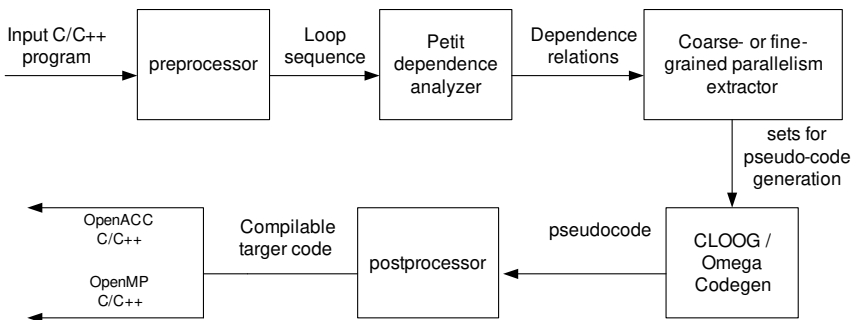 Input C/C++
program
preprocessor
Loop
sequence
Petit
dependence
analyzer
Dependence
relations
Coarse- or fine-
grained parallelism
extractor
sets for
pseudo-code
generation
CLOOG /
Omega
Codegen
pseudocode
postprocessor
Compilable
targer code
OpenACC
C/C++
OpenMP
C/C++